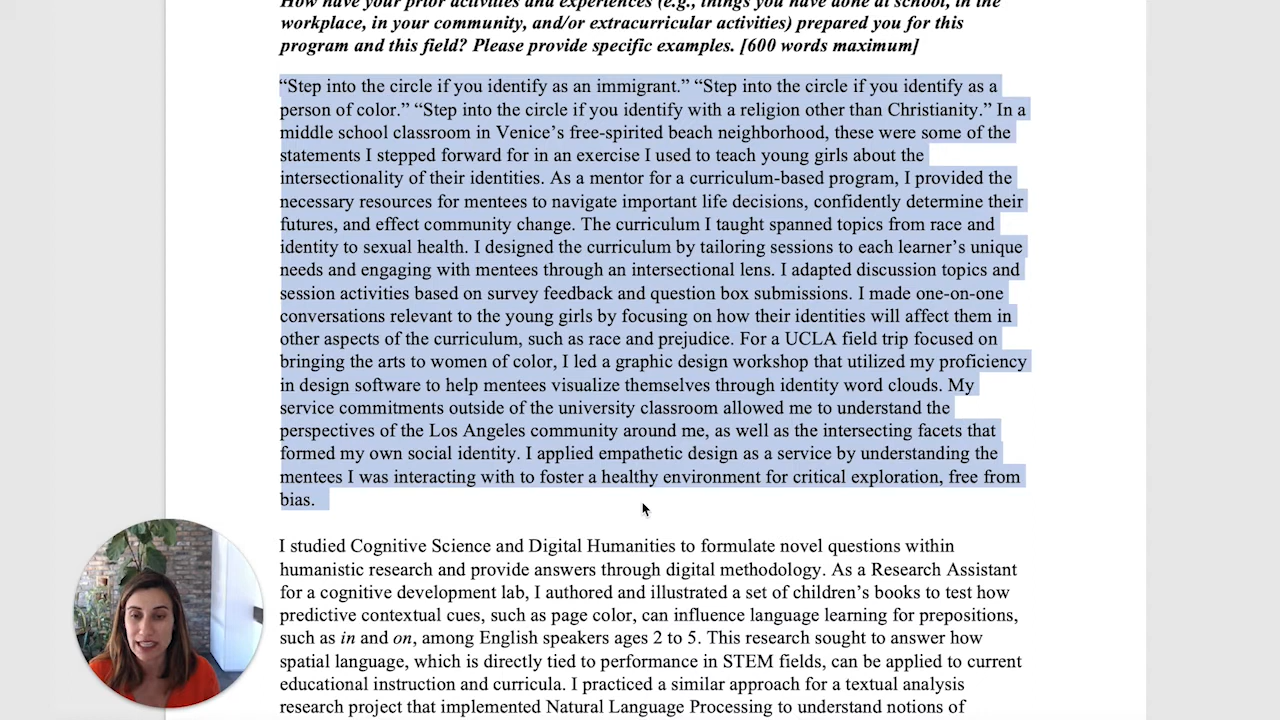 How have your prior activities and experiences (e.g., things you have done at school, in the
workplace, in your community, and/or extracurricular activities) prepared you for this
program and this field? Please provide specific examples. [600 words maximum]
“Step into the circle if you identify as an immigrant.” “Step into the circle if you identify as a
person of color.” “Step into the circle if you identify with a religion other than Christianity.” In a
middle school classroom in Venice’s free-spirited beach neighborhood, these were some of the
statements I stepped forward for in an exercise I used to teach young girls about the
intersectionality of their identities. As a mentor for a curriculum-based program, I provided the
necessary resources for mentees to navigate important life decisions, confidently determine their
futures, and effect community change. The curriculum I taught spanned topics from race and
identity to sexual health. I designed the curriculum by tailoring sessions to each learner’s unique
needs and engaging with mentees through an intersectional lens. I adapted discussion topics and
session activities based on survey feedback and question box submissions. I made one-on-one
conversations relevant to the young girls by focusing on how their identities will affect them in
other aspects of the curriculum, such as race and prejudice. For a UCLA field trip focused on
bringing the arts to women of color, I led a graphic design workshop that utilized my proficiency
in design software to help mentees visualize themselves through identity word clouds. My
service commitments outside of the university classroom allowed me to understand the
perspectives of the Los Angeles community around me, as well as the intersecting facets that
formed my own social identity. I applied empathetic design as a service by understanding the
mentees I was interacting with to foster a healthy environment for critical exploration, free from
bias.
I studied Cognitive Science and Digital Humanities to formulate novel questions within
humanistic research and provide answers through digital methodology. As a Research Assistant
for a cognitive development lab, I authored and illustrated a set of children’s books to test how
predictive contextual cues, such as page color, can influence language learning for prepositions,
such as in and on, among English speakers ages 2 to 5. This research sought to answer how
spatial language, which is directly tied to performance in STEM fields, can be applied to current
educational instruction and curricula. I practiced a similar approach for a textual analysis
research project that implemented Natural Language Processing to understand notions of